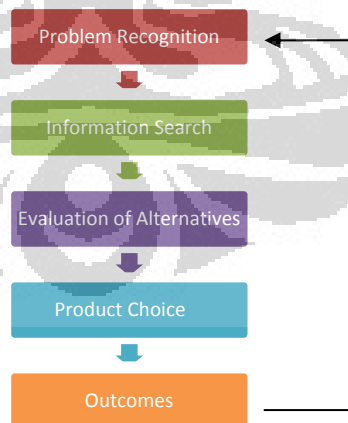 Problem Recognition
Information Search
Evaluation of Alternatives
Product Choice
Outcomes